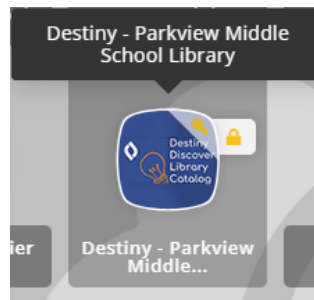 Destiny - Parkview Middle
School Library
Destiny
Discover
Library
Catalog
ier
Destiny - Parkview
Middle...